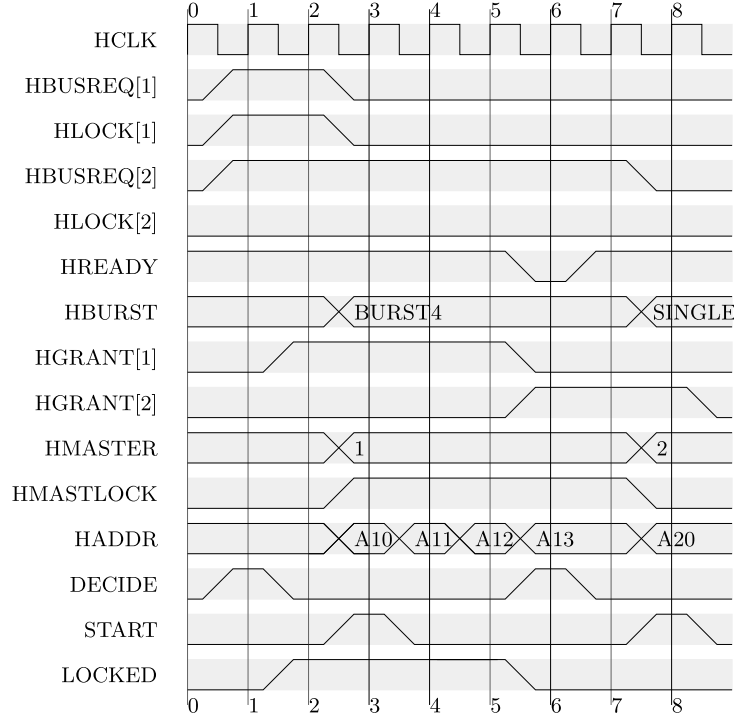 0 1 2 3 4 5 6 7 8
HCLK
HBUSREQ[1]
HLOCK[1]
HBUSREQ[2]
HLOCK[2]
HREADY
HBURST BURST4 SINGLE
HGRANT[1]
HGRANT[2]
HMASTER 1 2
HMASTLOCK
HADDR A10 A11 A12 A13 A20
DECIDE
START
LOCKED
0 1 2 3 4 5 6 7 8